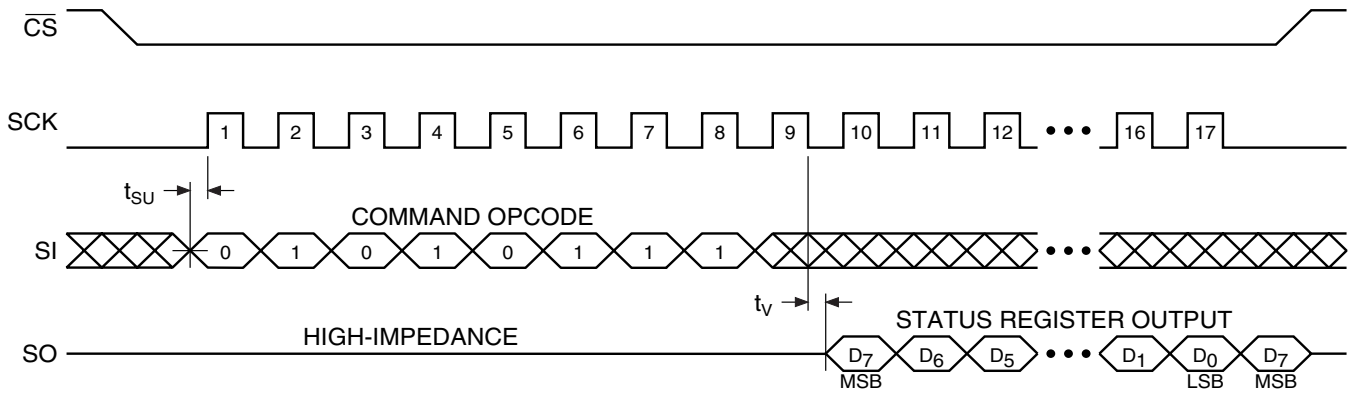 CS
SCK 1 2 3 4 5 6 7 8 9 10 11 12 ••• 16 17
tSU
COMMAND OPCODE
SI 0 1 0 1 0 1 1 1 •••
tV
HIGH-IMPEDANCE STATUS REGISTER OUTPUT
SO D7 D6 D5 ••• D1 D0 D7
MSB LSB MSB